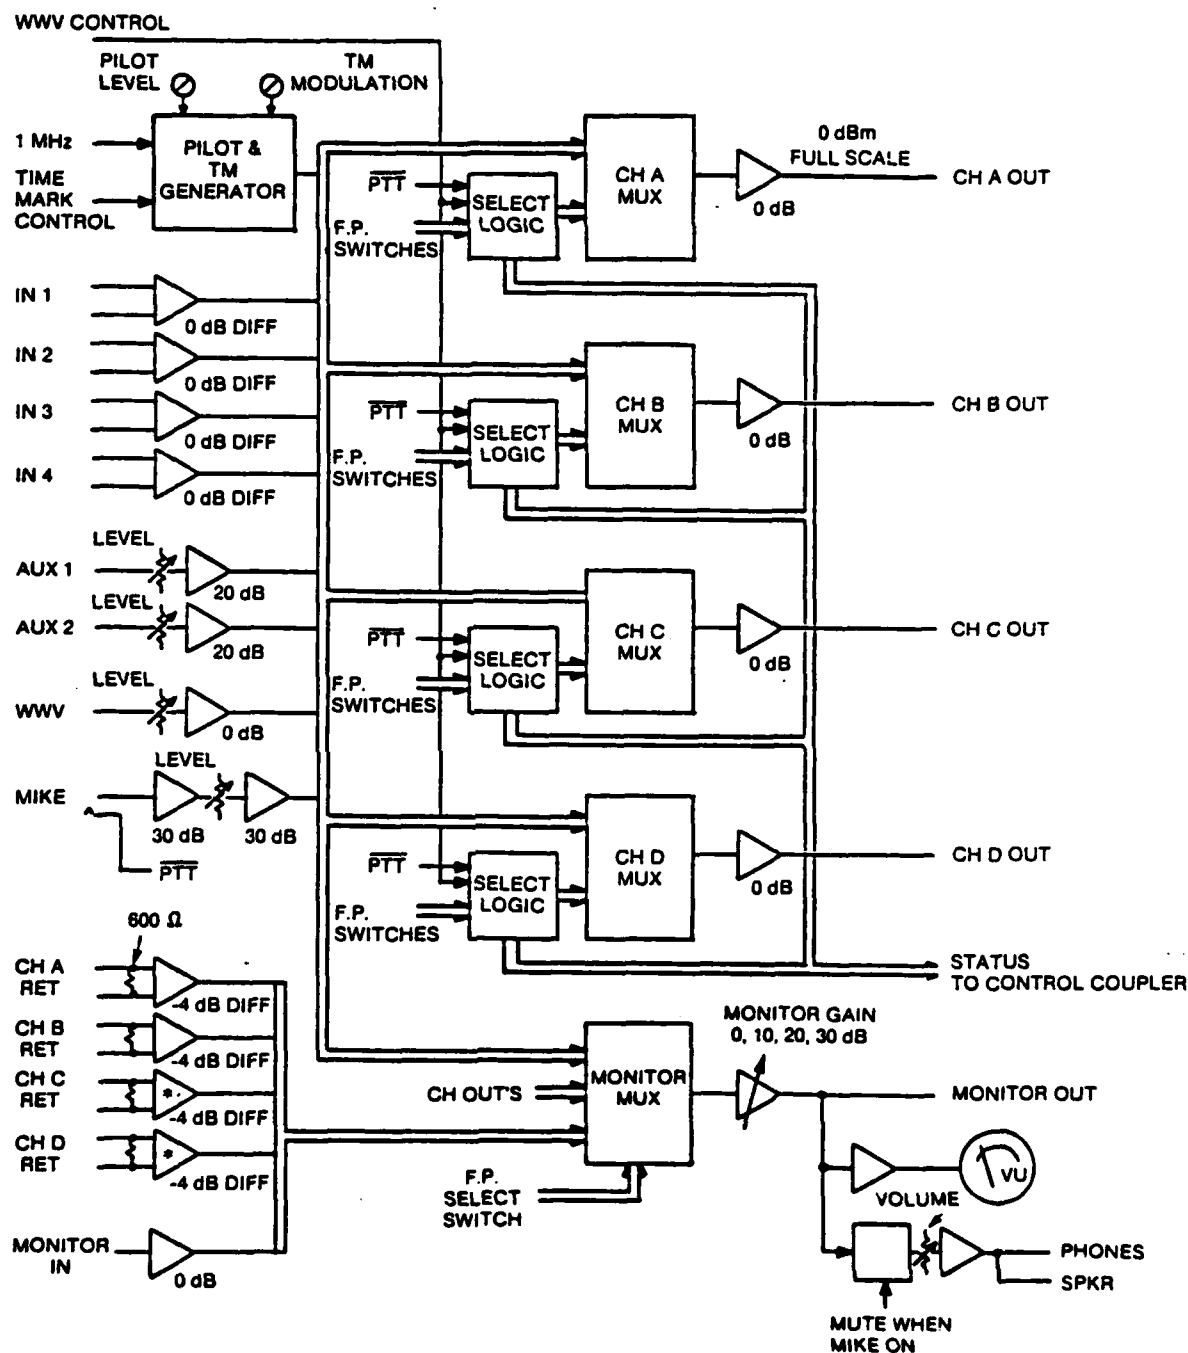 WWV CONTROL
PILOT
LEVEL
TM
MODULATION
1 MHz
TIME
MARK
CONTROL
PILOT &
TM
GENERATOR
PTT
F.P.
SWITCHES
SELECT
LOGIC
CH A
MUX
0 dB
0 dBm
FULL SCALE
CH A OUT
IN 1
0 dB DIFF
IN 2
0 dB DIFF
IN 3
0 dB DIFF
IN 4
0 dB DIFF
PTT
F.P.
SWITCHES
SELECT
LOGIC
CH B
MUX
0 dB
CH B OUT
LEVEL
AUX 1
20 dB
LEVEL
AUX 2
20 dB
LEVEL
WWV
0 dB
PTT
F.P.
SWITCHES
SELECT
LOGIC
CH C
MUX
0 dB
CH C OUT
LEVEL
MIKE
30 dB
30 dB
PTT
PTT
F.P.
SWITCHES
SELECT
LOGIC
CH D
MUX
0 dB
CH D OUT
STATUS
TO CONTROL COUPLER
600 Ω
CH A
RET
-4 dB DIFF
CH B
RET
-4 dB DIFF
CH C
RET
*
-4 dB DIFF
CH D
RET
*
-4 dB DIFF
MONITOR
IN
0 dB
CH OUT'S
F.P.
SELECT
SWITCH
MONITOR
MUX
MONITOR GAIN
0, 10, 20, 30 dB
MONITOR OUT
VU
VOLUME
PHONES
SPKR
MUTE WHEN
MIKE ON